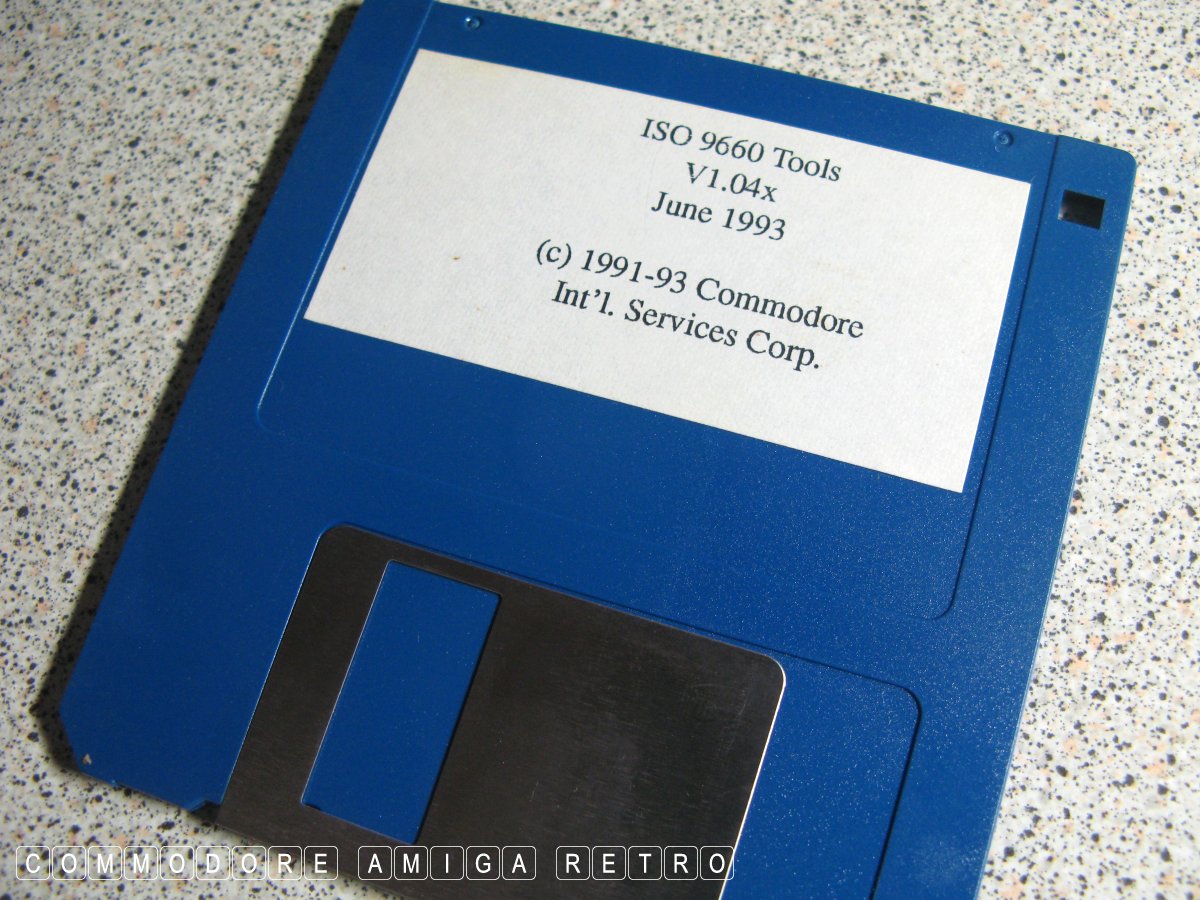 ISO 9660 Tools
V1.04x
June 1993
(c) 1991-93 Commodore
Int'l. Services Corp.
COMMODORE AMIGA RETRO